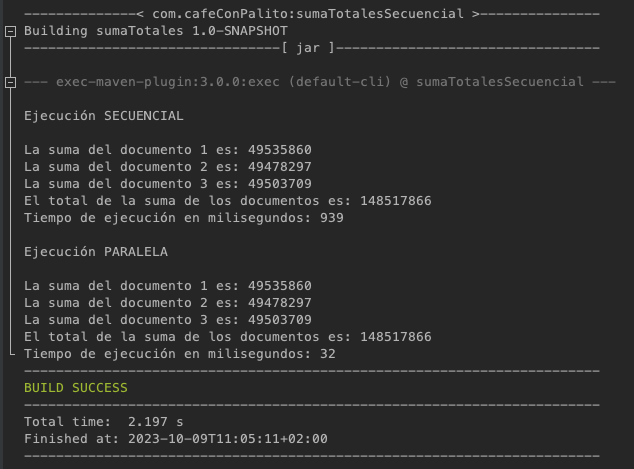 --------------< com.cafeConPalito:sumaTotalesSecuencial >---------------
Building sumaTotales 1.0-SNAPSHOT
--------------------------------[ jar ]---------------------------------
--- exec-maven-plugin:3.0.0:exec (default-cli) @ sumaTotalesSecuencial ---
Ejecución SECUENCIAL
La suma del documento 1 es: 49535860
La suma del documento 2 es: 49478297
La suma del documento 3 es: 49503709
El total de la suma de los documentos es: 148517866
Tiempo de ejecución en milisegundos: 939
Ejecución PARALELA
La suma del documento 1 es: 49535860
La suma del documento 2 es: 49478297
La suma del documento 3 es: 49503709
El total de la suma de los documentos es: 148517866
Tiempo de ejecución en milisegundos: 32
------------------------------------------------------------------------
BUILD SUCCESS
------------------------------------------------------------------------
Total time:  2.197 s
Finished at: 2023-10-09T11:05:11+02:00
------------------------------------------------------------------------